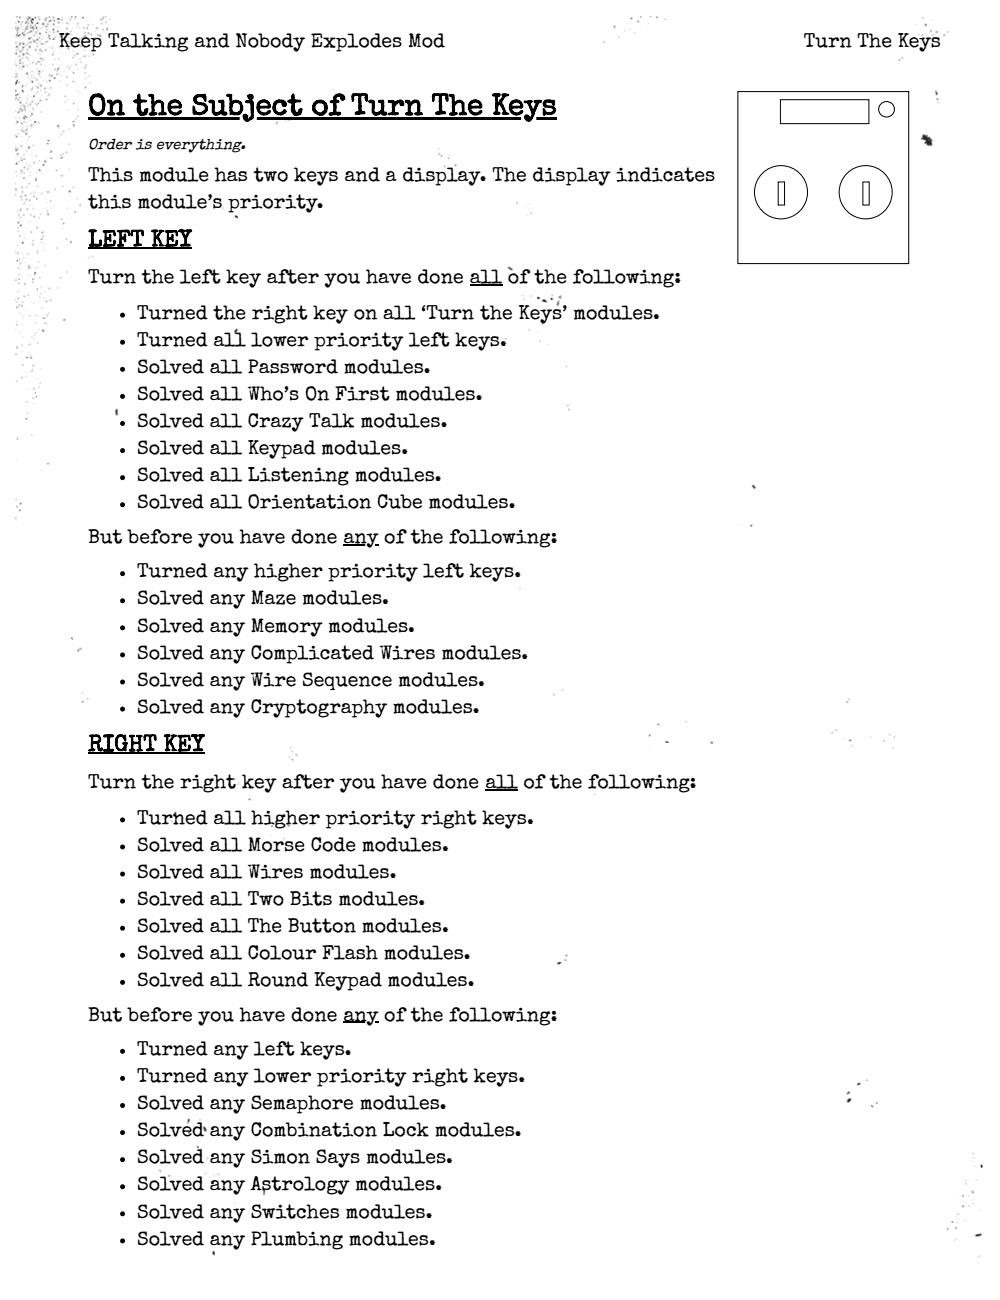 Keep Talking and Nobody Explodes Mod
Turn The Keys
On the Subject of Turn The Keys
Order is everything.
This module has two keys and a display. The display indicates
this module's priority.
LEFT KEY
Turn the left key after you have done all of the following:
• Turned the right key on all ‘Turn the Keys’ modules.
• Turned all lower priority left keys.
• Solved all Password modules.
• Solved all Who's On First modules.
• Solved all Crazy Talk modules.
• Solved all Keypad modules.
• Solved all Listening modules.
• Solved all Orientation Cube modules.
But before you have done any of the following:
• Turned any higher priority left keys.
• Solved any Maze modules.
• Solved any Memory modules.
• Solved any Complicated Wires modules.
• Solved any Wire Sequence modules.
• Solved any Cryptography modules.
RIGHT KEY
Turn the right key after you have done all of the following:
• Turned all higher priority right keys.
• Solved all Morse Code modules.
• Solved all Wires modules.
• Solved all Two Bits modules.
• Solved all The Button modules.
• Solved all Colour Flash modules.
• Solved all Round Keypad modules.
But before you have done any of the following:
• Turned any left keys.
• Turned any lower priority right keys.
• Solved any Semaphore modules.
• Solved any Combination Lock modules.
• Solved any Simon Says modules.
• Solved any Astrology modules.
• Solved any Switches modules.
• Solved any Plumbing modules.